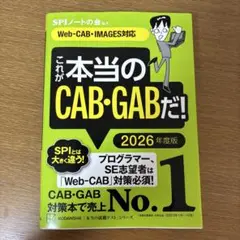 SPIノートの会 編著
Web-CAB・IMAGES対応
これが
本当の
CAB・GABだ!
2026年度版
SPIとは
大きく違う!
プログラマー、
SE志望者は
「Web-CAB」対策必須!
CAB・GAB
対策本で売上
No.1